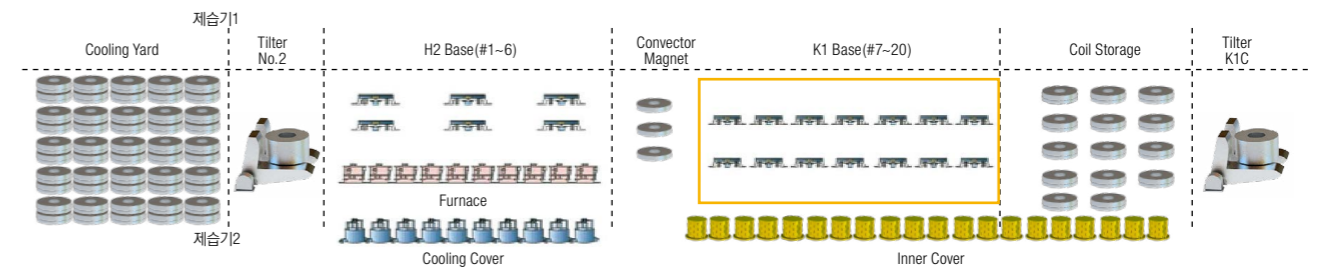 제습기1
Cooling Yard
Tilter
No.2
H2 Base(#1~6)
Convector
Magnet
K1 Base(#7~20)
Coil Storage
Tilter
K1C
Furnace
제습기2
Cooling Cover
Inner Cover